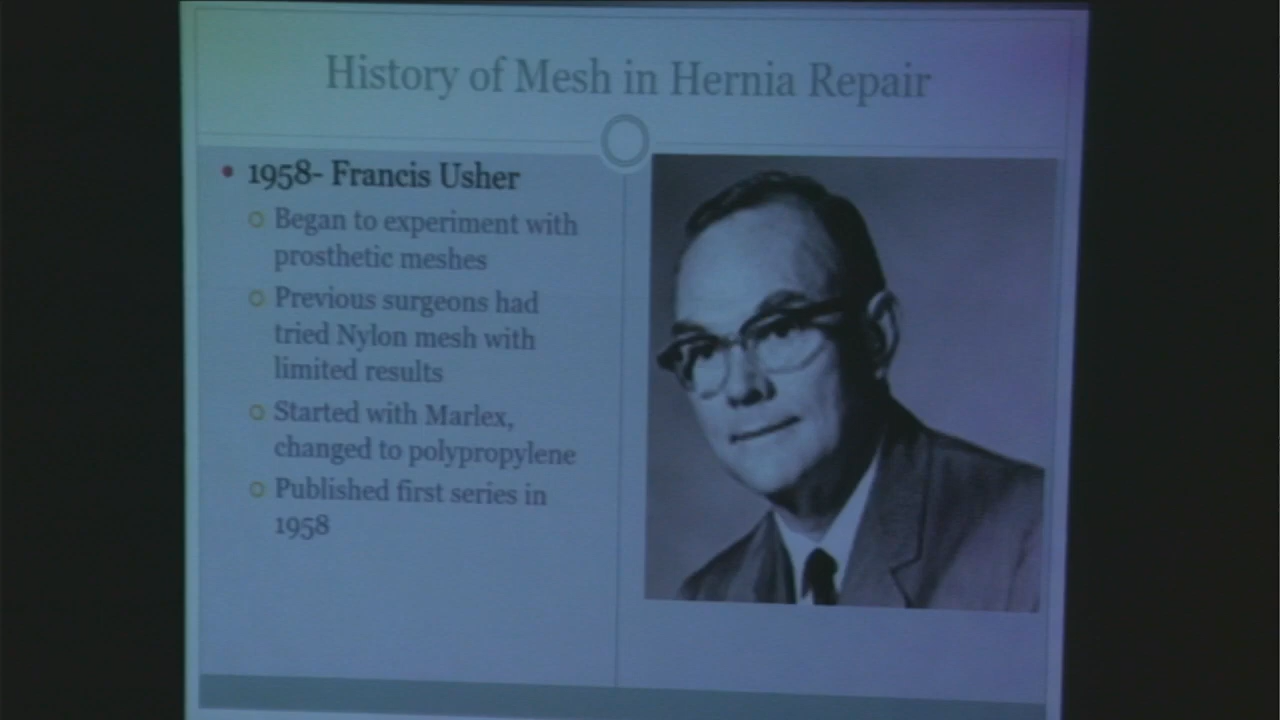 History of Mesh in Hernia Repair
1958- Francis Usher
Began to experiment with
prosthetic meshes
Previous surgeons had
tried Nylon mesh with
limited results
Started with Marlex,
changed to polypropylene
Published first series in
1958